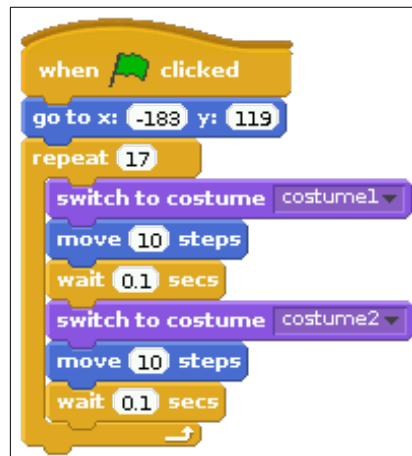 when clicked
go to x: -183 y: 119
repeat 17
switch to costume costume1
move 10 steps
wait 0.1 secs
switch to costume costume2
move 10 steps
wait 0.1 secs